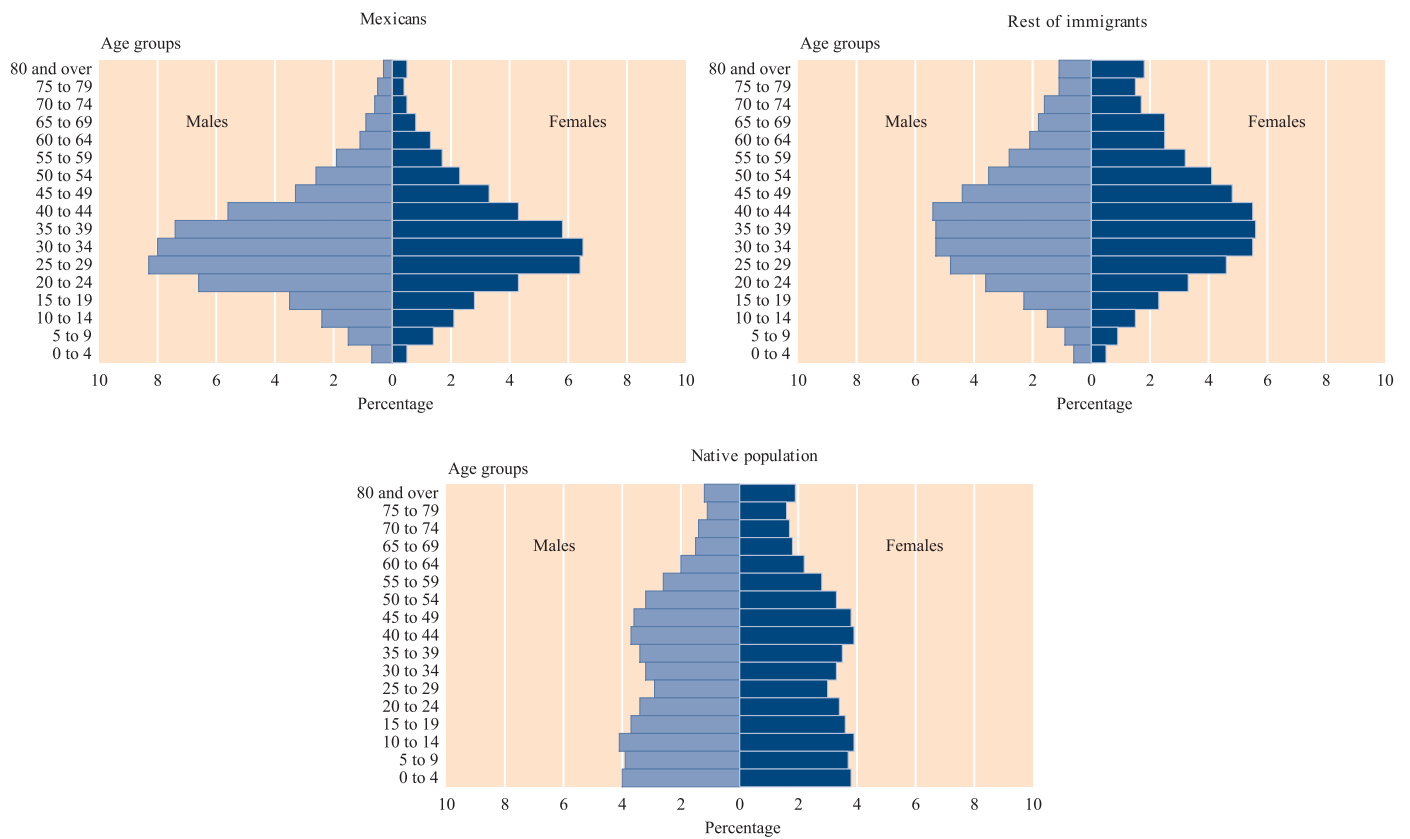 Mexicans
Age groups
80 and over
75 to 79
70 to 74
65 to 69
60 to 64
55 to 59
50 to 54
45 to 49
40 to 44
35 to 39
30 to 34
25 to 29
20 to 24
15 to 19
10 to 14
5 to 9
0 to 4
Males
Females
10 8 6 4 2 0 2 4 6 8 10
Percentage
Rest of immigrants
Age groups
80 and over
75 to 79
70 to 74
65 to 69
60 to 64
55 to 59
50 to 54
45 to 49
40 to 44
35 to 39
30 to 34
25 to 29
20 to 24
15 to 19
10 to 14
5 to 9
0 to 4
Males
Females
10 8 6 4 2 0 2 4 6 8 10
Percentage
Native population
Age groups
80 and over
75 to 79
70 to 74
65 to 69
60 to 64
55 to 59
50 to 54
45 to 49
40 to 44
35 to 39
30 to 34
25 to 29
20 to 24
15 to 19
10 to 14
5 to 9
0 to 4
Males
Females
10 8 6 4 2 0 2 4 6 8 10
Percentage